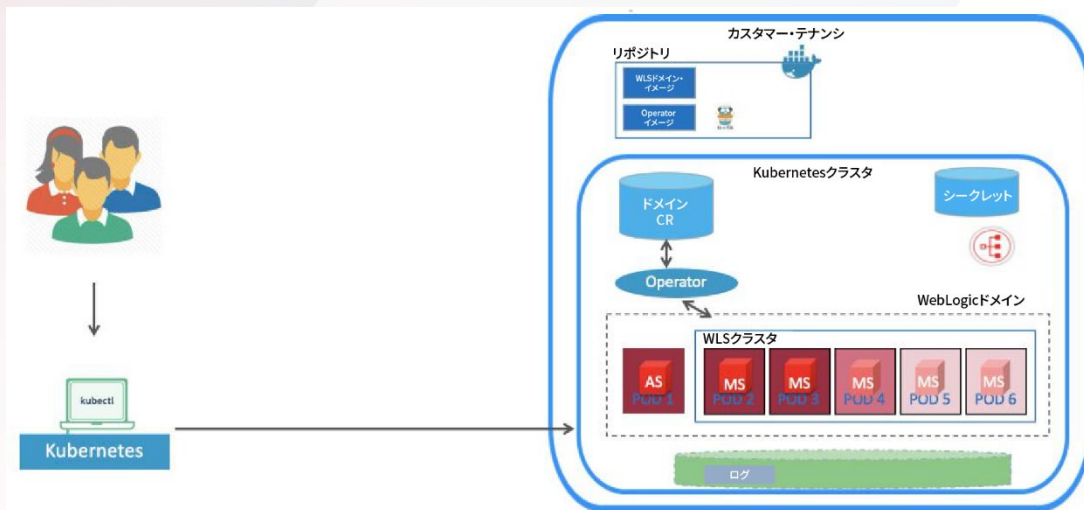 カスタマー・テナンシ
リポジトリ
WLSドメイン・
イメージ
Operator
イメージ
Kubernetesクラスタ
ドメイン
CR
シークレット
Operator
WebLogicドメイン
WLSクラスタ
AS
POD 1
MS
POD 2
MS
POD 3
MS
POD 4
MS
POD 5
MS
POD 6
kubectl
Kubernetes
ログ